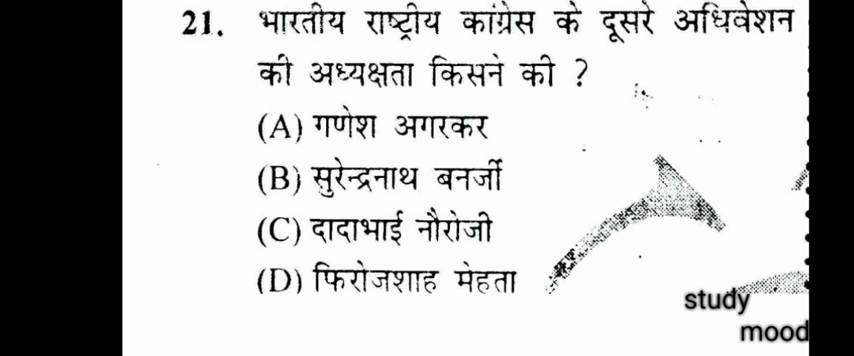 21. भारतीय राष्ट्रीय कांग्रेस के दूसरे अधिवेशन
की अध्यक्षता किसने की ?
(A) गणेश अगरकर
(B) सुरेन्द्रनाथ बनर्जी
(C) दादाभाई नौरोजी
(D) फिरोजशाह मेहता
study
mood